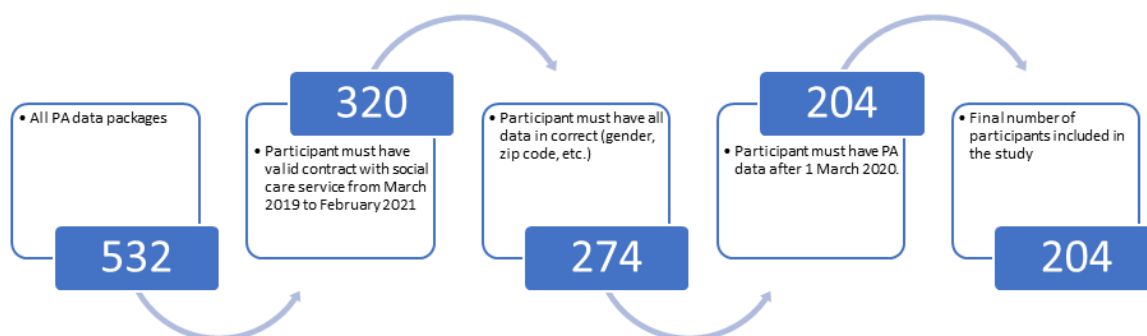 • All PA data packages
532
320
• Participant must have
valid contract with social
care service from March
2019 to February 2021
• Participant must have all
data in correct (gender,
zip code, etc.)
274
204
• Participant must have PA
data after 1 March 2020.
• Final number of
participants included in
the study
204